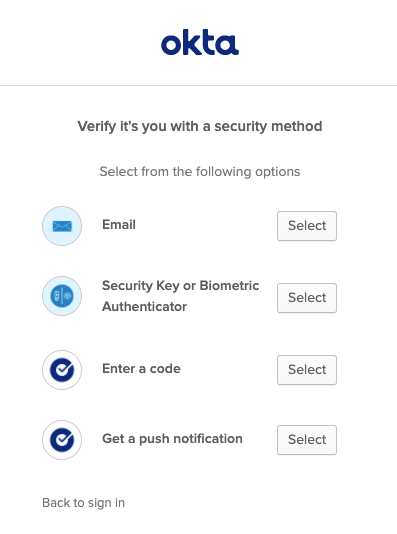 okta
Verify it's you with a security method
Select from the following options
Email
Select
Security Key or Biometric
Authenticator
Select
Enter a code
Select
Get a push notification
Select
Back to sign in